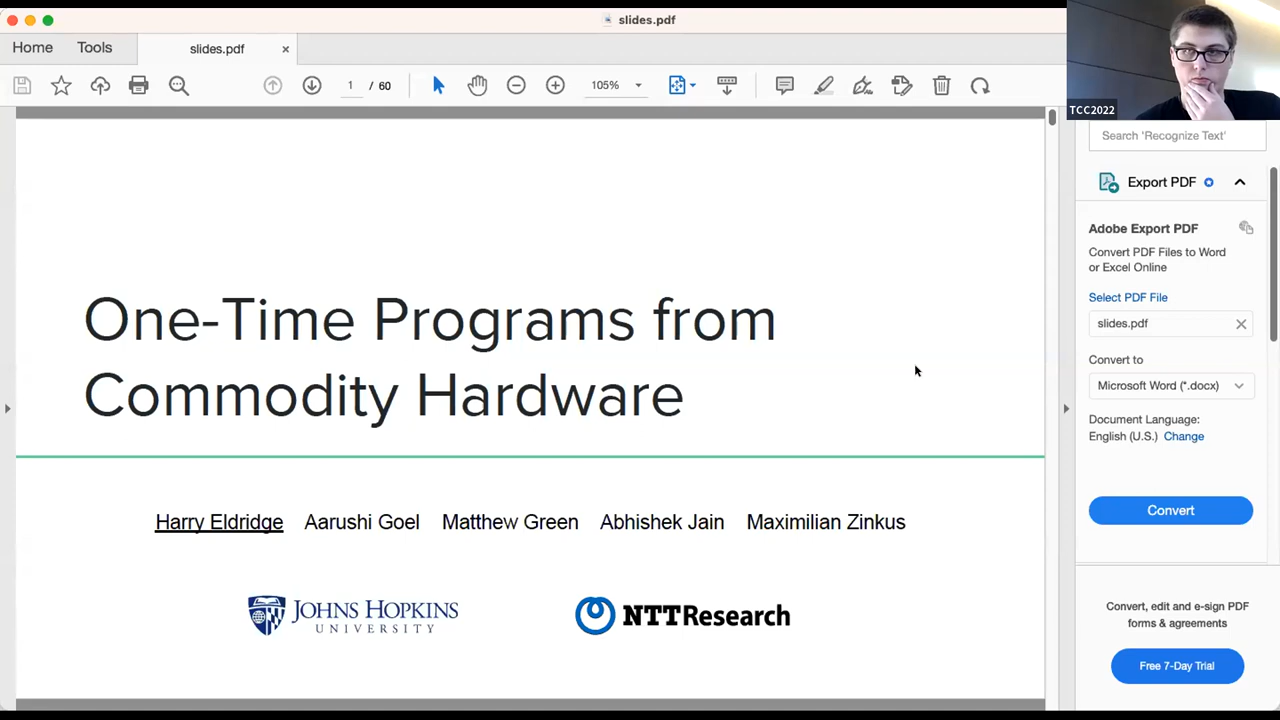 slides.pdf
Home
Tools
slides.pdf
1 / 60
105%
TCC2022
Search 'Recognize Text'
Export PDF
Adobe Export PDF
Convert PDF Files to Word
or Excel Online
Select PDF File
slides.pdf
Convert to
Microsoft Word (*.docx)
Document Language:
English (U.S.) Change
Convert
Convert, edit and e-sign PDF
forms & agreements
Free 7-Day Trial
One-Time Programs from
Commodity Hardware
Harry Eldridge Aarushi Goel Matthew Green Abhishek Jain Maximilian Zinkus
JOHNS HOPKINS
UNIVERSITY
NTTResearch